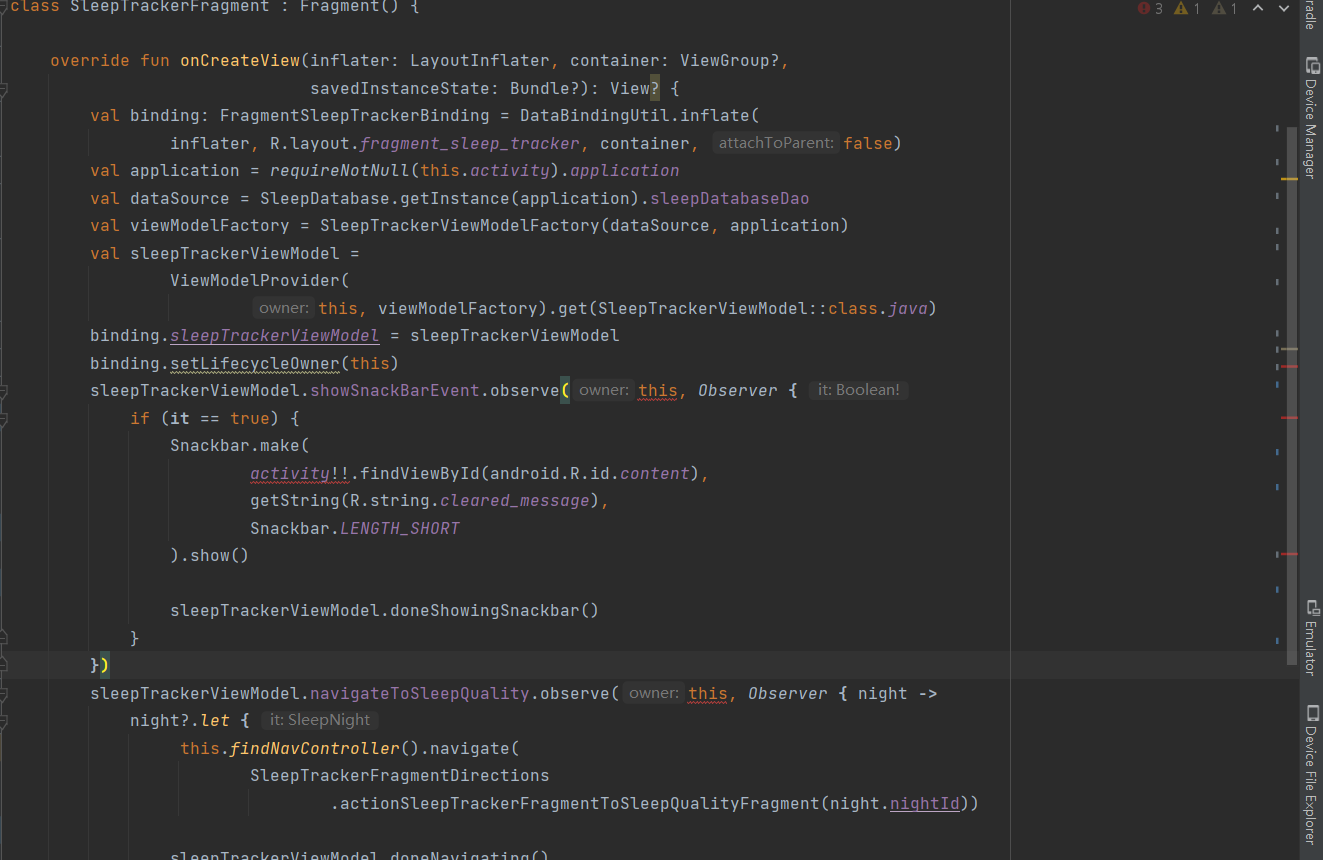 class SleepTrackerFragment : Fragment() {
3 1 1
override fun onCreateView(inflater: LayoutInflater, container: ViewGroup?,
savedInstanceState: Bundle?): View? {
val binding: FragmentSleepTrackerBinding = DataBindingUtil.inflate(
inflater, R.layout.fragment_sleep_tracker, container, attachToParent: false)
val application = requireNotNull(this.activity).application
val dataSource = SleepDatabase.getInstance(application).sleepDatabaseDao
val viewModelFactory = SleepTrackerViewModelFactory(dataSource, application)
val sleepTrackerViewModel =
ViewModelProvider(
owner: this, viewModelFactory).get(SleepTrackerViewModel::class.java)
binding.sleepTrackerViewModel = sleepTrackerViewModel
binding.setLifecycleOwner(this)
sleepTrackerViewModel.showSnackBarEvent.observe( owner: this, Observer { it: Boolean!
if (it == true) {
Snackbar.make(
activity!!.findViewById(android.R.id.content),
getString(R.string.cleared_message),
Snackbar.LENGTH_SHORT
).show()
sleepTrackerViewModel.doneShowingSnackbar()
}
})
sleepTrackerViewModel.navigateToSleepQuality.observe( owner: this, Observer { night ->
night?.let { it: SleepNight
this.findNavController().navigate(
SleepTrackerFragmentDirections
.actionSleepTrackerFragmentToSleepQualityFragment(night.nightId))
sleepTrackerViewModel.doneNavigating()
radle
Device Manager
Emulator
Device File Explorer